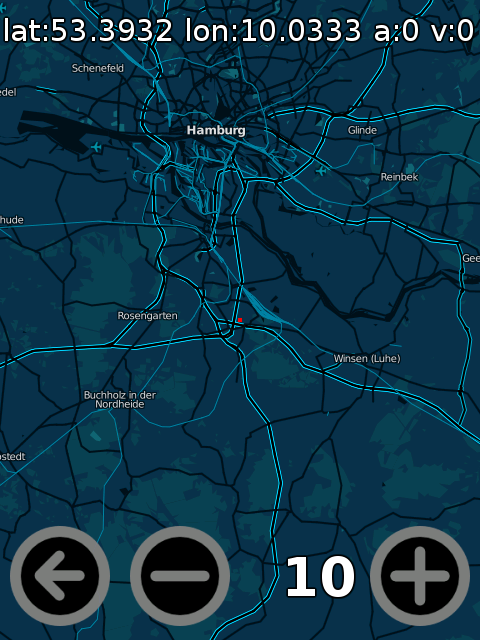 lat:53.3932 lon:10.0333 a:0 v:0
Schenefeld
edel
Hamburg
Glinde
Reinbek
hude
Gee
Rosengarten
Winsen (Luhe)
Buchholz in der
Nordheide
ostedt
10